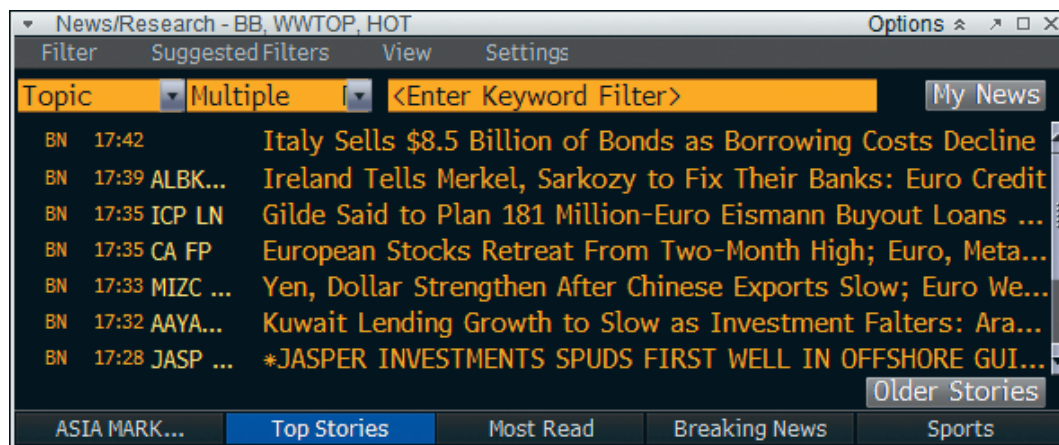 News/Research - BB, WWTOP, HOT Options
Filter Suggested Filters View Settings
Topic Multiple <Enter Keyword Filter> My News
BN 17:42 Italy Sells $8.5 Billion of Bonds as Borrowing Costs Decline
BN 17:39 ALBK... Ireland Tells Merkel, Sarkozy to Fix Their Banks: Euro Credit
BN 17:35 ICP LN Gilde Said to Plan 181 Million-Euro Eismann Buyout Loans ...
BN 17:35 CA FP European Stocks Retreat From Two-Month High; Euro, Meta...
BN 17:33 MIZC ... Yen, Dollar Strengthen After Chinese Exports Slow; Euro We...
BN 17:32 AAYA... Kuwait Lending Growth to Slow as Investment Falters: Ara...
BN 17:28 JASP ... *JASPER INVESTMENTS SPUDS FIRST WELL IN OFFSHORE GUI...
Older Stories
ASIA MARK... Top Stories Most Read Breaking News Sports